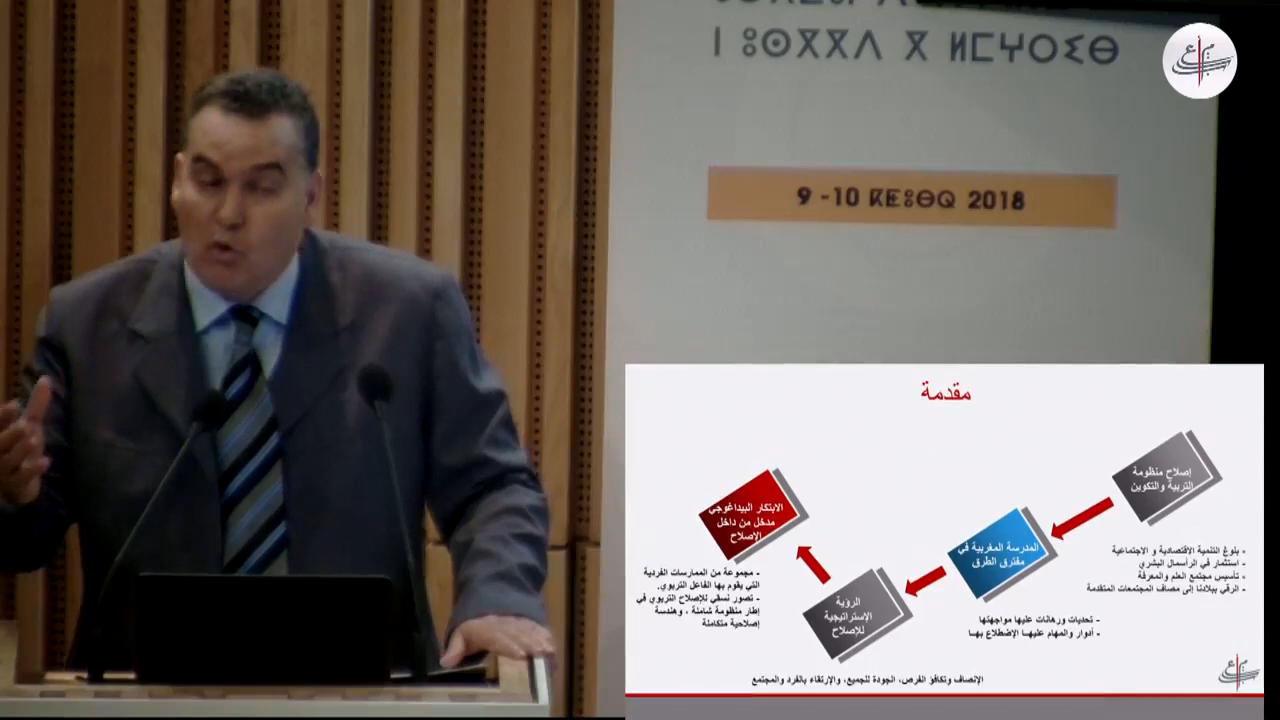 ⵏ ⵓⵙⴳⴳⴷ ⴳ ⵍⵎⵖⵔⵉⴱ
9 -10 ⴽⵟⵓⴱⵕ 2018
مقدمة
إصلاح منظومة
التربية والتكوين
- بلوغ التنمية الاقتصادية و الاجتماعية
- استثمار في الرأسمال البشري
- تأسيس مجتمع العلم والمعرفة
- الرقي ببلادنا إلى مصاف المجتمعات المتقدمة
المدرسة المغربية في
مفترق الطرق
- تحديات ورهانات عليها مواجهتها
- أدوار والمهام عليها الإضطلاع بها
الرؤية
الإستراتيجية
للإصلاح
الإنصاف وتكافؤ الفرص، الجودة للجميع، والإرتقاء بالفرد والمجتمع
الابتكار البيداغوجي
مدخل من داخل
الإصلاح
- مجموعة من الممارسات الفردية
التي يقوم بها الفاعل التربوي.
- تصور نسقي للإصلاح التربوي في
إطار منظومة شاملة ، وهندسة
إصلاحية متكاملة